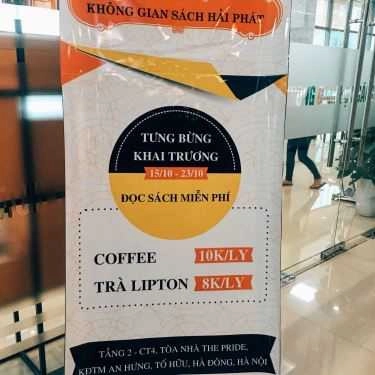 KHÔNG GIAN SÁCH HẢI PHÁT
TƯNG BỪNG
KHAI TRƯƠNG
15/10 - 23/10
ĐỌC SÁCH MIỄN PHÍ
COFFEE 10K/LY
TRÀ LIPTON 8K/LY
TẦNG 2 - CT4, TÒA NHÀ THE PRIDE,
KĐTM AN HƯNG, TỐ HỮU, HÀ ĐÔNG, HÀ NỘI